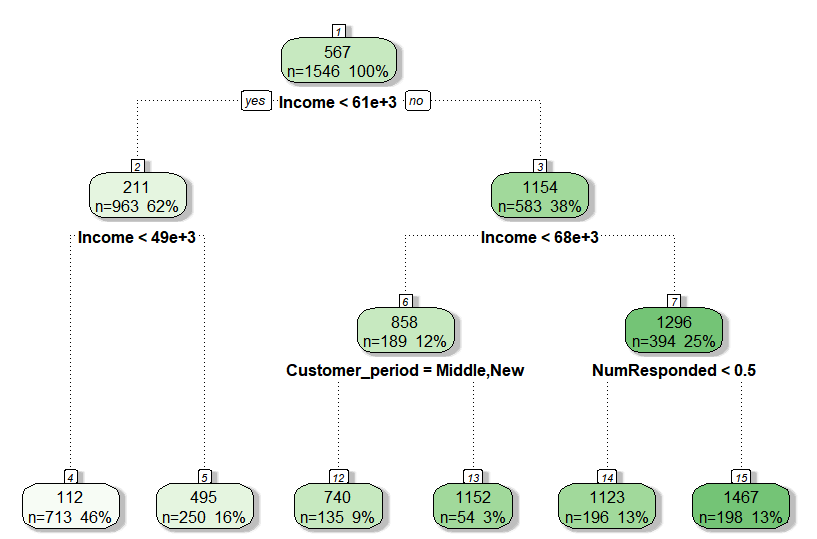 1
567
n=1546 100%
yes Income < 61e+3 no
2
211
n=963 62%
3
1154
n=583 38%
Income < 49e+3
Income < 68e+3
6
858
n=189 12%
7
1296
n=394 25%
Customer_period = Middle,New
NumResponded < 0.5
4
112
n=713 46%
5
495
n=250 16%
12
740
n=135 9%
13
1152
n=54 3%
14
1123
n=196 13%
15
1467
n=198 13%